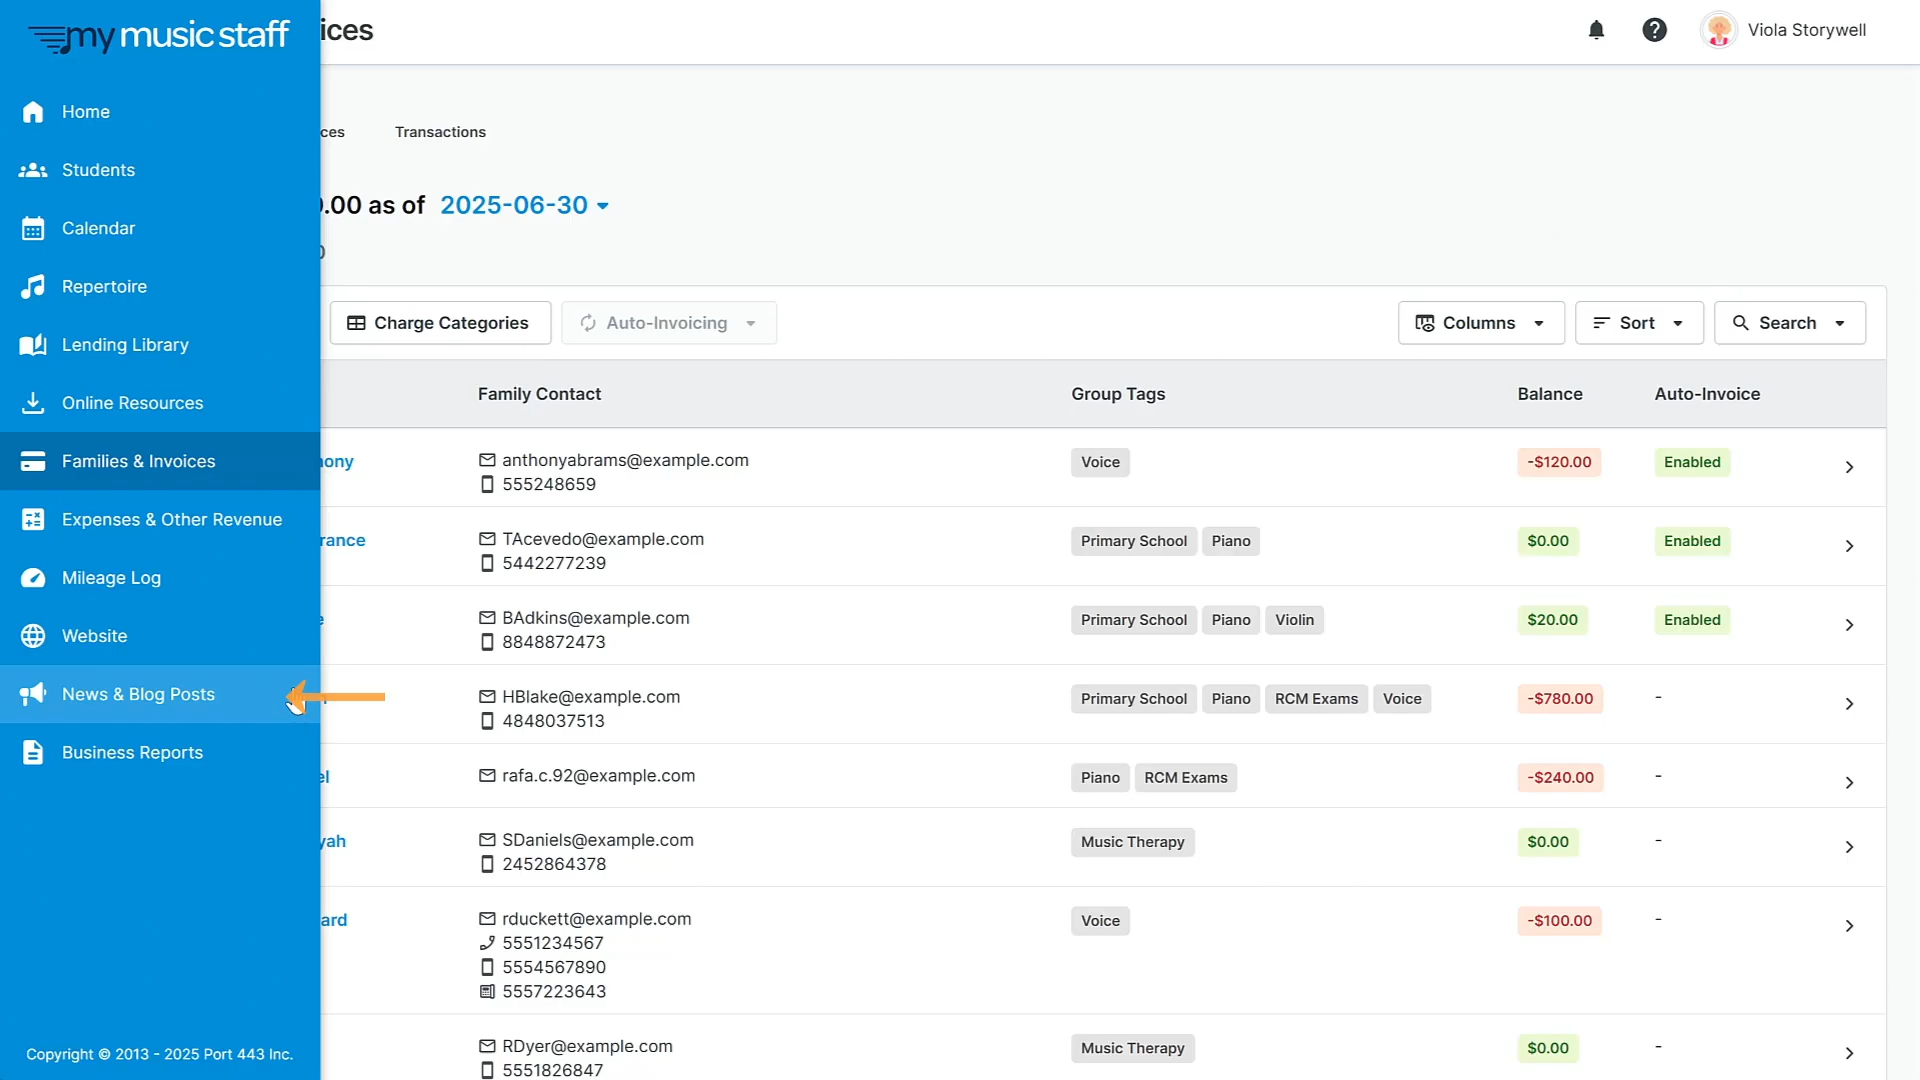 my music staff
Home
Students
Calendar
Repertoire
Lending Library
Online Resources
Families & Invoices
Expenses & Other Revenue
Mileage Log
Website
News & Blog Posts
Business Reports
Copyright © 2013 - 2025 Port 443 Inc.
ices
? Viola Storywell
ces Transactions
.00 as of 2025-06-30
Charge Categories Auto-Invoicing Columns Sort Search
Family Contact Group Tags Balance Auto-Invoice
ony anthonyabrams@example.com Voice -$120.00 Enabled
555248659
rance TAcevedo@example.com Primary School Piano $0.00 Enabled
5442277239
e BAdkins@example.com Primary School Piano Violin $20.00 Enabled
8848872473
HBlake@example.com Primary School Piano RCM Exams Voice -$780.00 -
4848037513
el rafa.c.92@example.com Piano RCM Exams -$240.00 -
yah SDaniels@example.com Music Therapy $0.00 -
2452864378
ard rduckett@example.com Voice -$100.00 -
5551234567
5554567890
5557223643
RDyer@example.com Music Therapy $0.00 -
5551826847